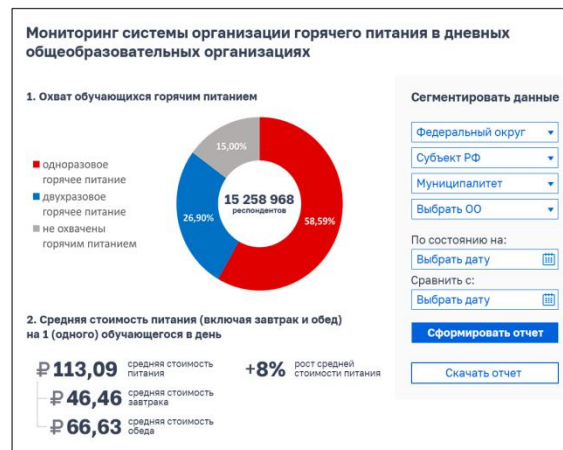 Мониторинг системы организации горячего питания в дневных
общеобразовательных организациях
1. Охват обучающихся горячим питанием
одноразовое
горячее питание
двухразовое
горячее питание
не охвачены
горячим питанием
15,00%
26,90%
58,59%
15 258 968
респондентов
2. Средняя стоимость питания (включая завтрак и обед)
на 1 (одного) обучающегося в день
₽ 113,09 средняя стоимость
питания
₽ 46,46 средняя стоимость
завтрака
₽ 66,63 средняя стоимость
обеда
+8% рост средней
стоимости питания
Сегментировать данные
Федеральный округ
Субъект РФ
Муниципалитет
Выбрать ОО
По состоянию на:
Выбрать дату
Сравнить с:
Выбрать дату
Сформировать отчет
Скачать отчет